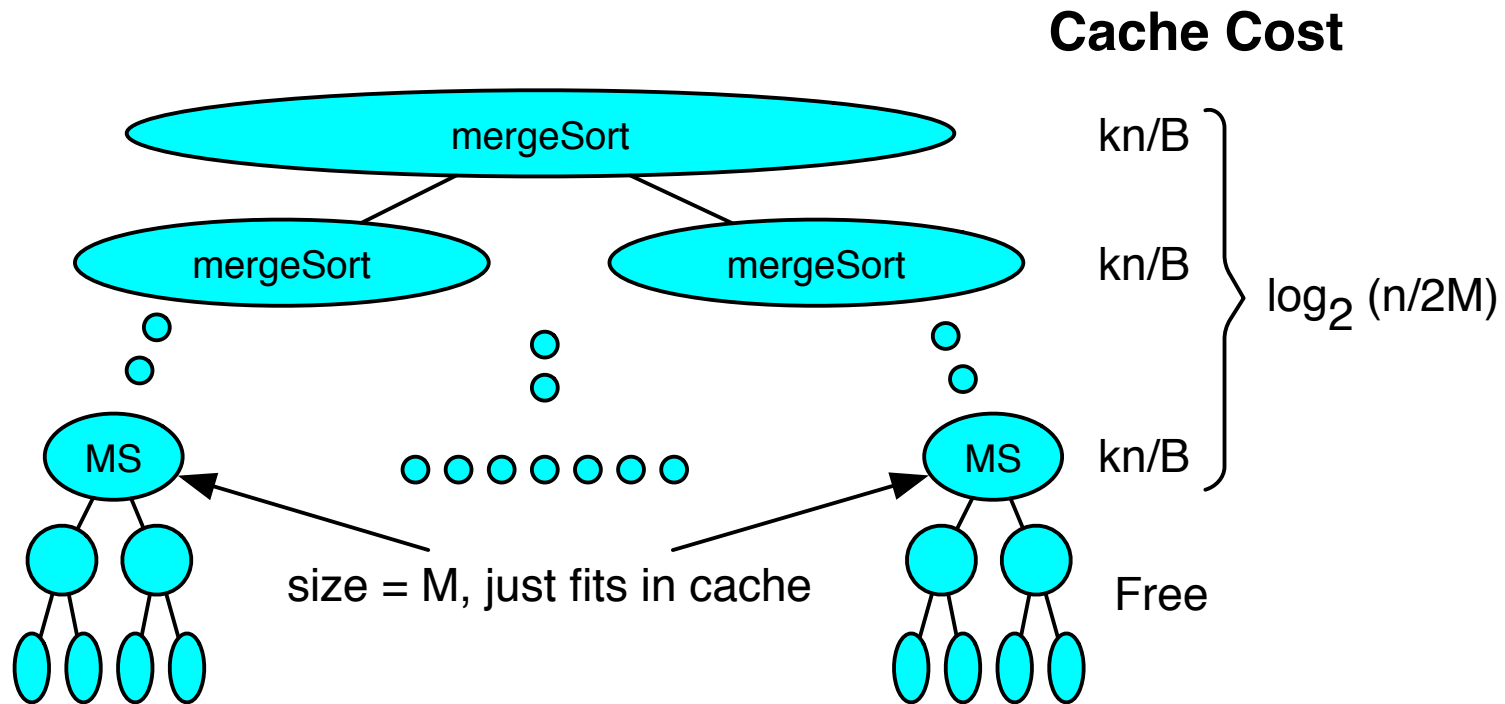 Cache Cost
mergeSort
kn/B
mergeSort
mergeSort
kn/B
log2 (n/2M)
MS
MS
kn/B
size = M, just fits in cache
Free